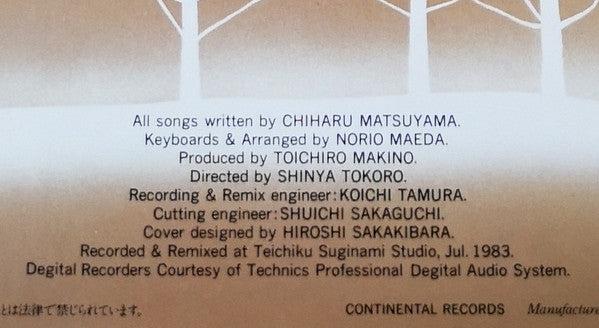 All songs written by CHIHARU MATSUYAMA.
Keyboards & Arranged by NORIO MAEDA.
Produced by TOICHIRO MAKINO.
Directed by SHINYA TOKORO.
Recording & Remix engineer:KOICHI TAMURA.
Cutting engineer:SHUICHI SAKAGUCHI.
Cover designed by HIROSHI SAKAKIBARA.
Recorded & Remixed at Teichiku Suginami Studio, Jul. 1983.
Degital Recorders Courtesy of Technics Professional Degital Audio System.
とは法律で禁じられています。 CONTINENTAL RECORDS Manufacture